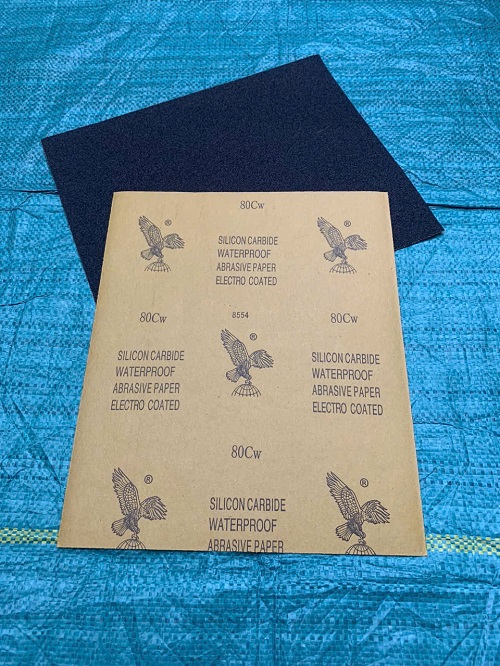 80Cw
®
®
SILICON CARBIDE
WATERPROOF
ABRASIVE PAPER
ELECTRO COATED
80Cw
8554
80Cw
®
SILICON CARBIDE
WATERPROOF
ABRASIVE PAPER
ELECTRO COATED
SILICON CARBIDE
WATERPROOF
ABRASIVE PAPER
ELECTRO COATED
80Cw
®
®
SILICON CARBIDE
WATERPROOF
ABRASIVE PAPER